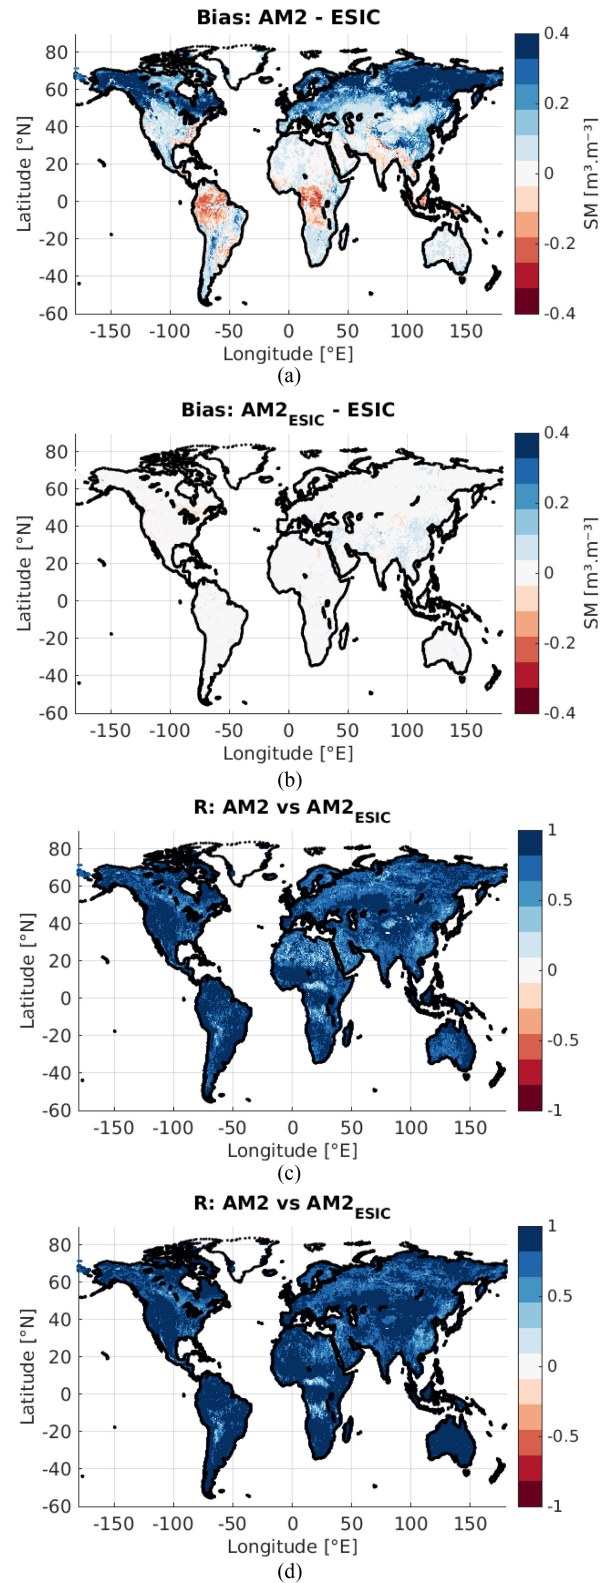 Bias: AM2 - ESIC
80
60
40
20
0
-20
-40
-60
Latitude [°N]
-150 -100 -50 0 50 100 150
Longitude [°E]
0.4
0.2
0
-0.2
-0.4
SM [m³.m⁻³]
(a)
Bias: AM2ESIC - ESIC
80
60
40
20
0
-20
-40
-60
Latitude [°N]
-150 -100 -50 0 50 100 150
Longitude [°E]
0.4
0.2
0
-0.2
-0.4
SM [m³.m⁻³]
(b)
R: AM2 vs AM2ESIC
80
60
40
20
0
-20
-40
-60
Latitude [°N]
-150 -100 -50 0 50 100 150
Longitude [°E]
1
0.5
0
-0.5
-1
(c)
R: AM2 vs AM2ESIC
80
60
40
20
0
-20
-40
-60
Latitude [°N]
-150 -100 -50 0 50 100 150
Longitude [°E]
1
0.5
0
-0.5
-1
(d)